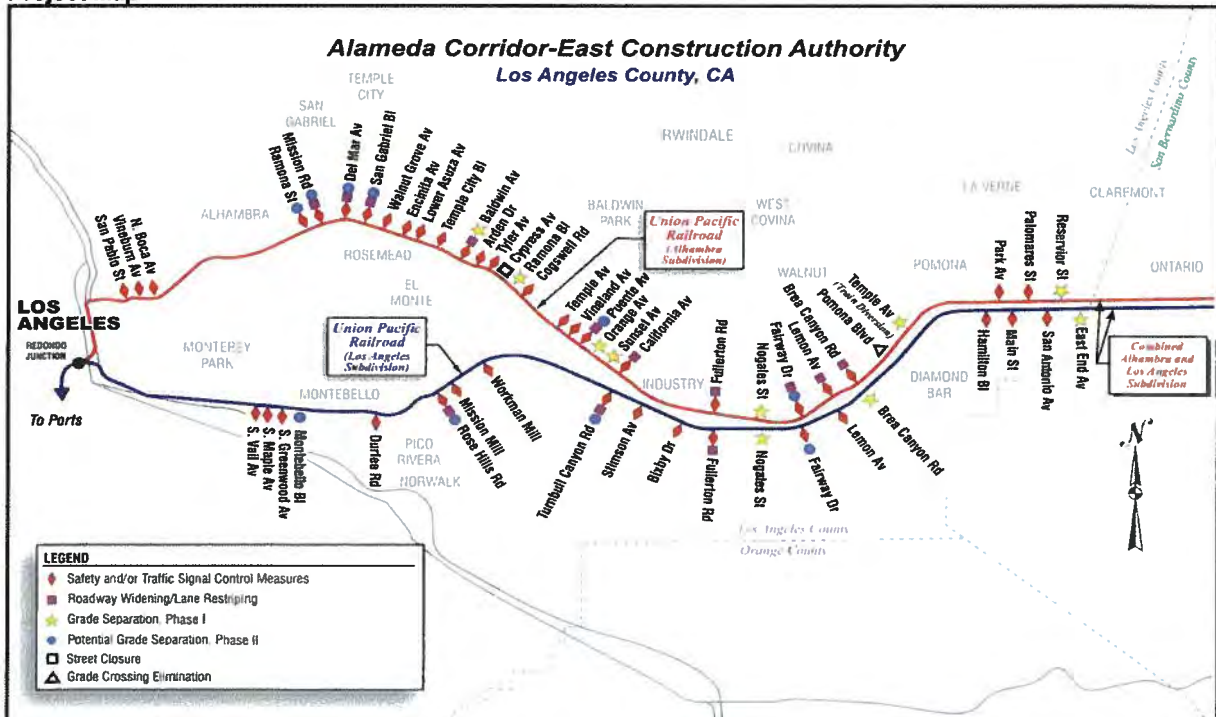 Alameda Corridor-East Construction Authority
Los Angeles County, CA
TEMPLE
CITY
SAN
GABRIEL
IRWINDALE
COVINA
Los Angeles County
San Bernardino County
LA VERNE
CLAREMONT
ALHAMBRA
BALDWIN
PARK
WEST
COVINA
ROSEMEAD
EL
MONTE
WALNUT
POMONA
ONTARIO
San Pablo St
Vineburn Av
N. Boca Av
Ramona St
Mission Rd
Del Mar Av
San Gabriel Bl
Walnut Grove Av
Encinita Av
Lower Asuza Av
Temple City Bl
Baldwin Av
Arden Dr
Tyler Av
Cypress Av
Ramona Bl
Cogswell Rd
Union Pacific
Railroad
(Alhambra
Subdivision)
Temple Av
Vineland Av
Puente Av
Orange Av
Sunset Av
California Av
Fullerton Rd
Nogales St
Fairway Dr
Lemon Av
Brea Canyon Rd
Pomona Blvd
Temple Av
(Train Diversion)
Park Av
Palomares St
Reservior St
LOS
ANGELES
REDONDO
JUNCTION
To Ports
MONTEREY
PARK
Union Pacific
Railroad
(Los Angeles
Subdivision)
MONTEBELLO
PICO
RIVERA
NORWALK
INDUSTRY
DIAMOND
BAR
S. Vail Av
S. Maple Av
S. Greenwood Av
Montebello Bl
Durfee Rd
Rose Hills Rd
Mission Mill
Workman Mill
Turnbull Canyon Rd
Stimson Av
Bixby Dr
Fullerton Rd
Nogales St
Fairway Dr
Lemon Av
Brea Canyon Rd
Hamilton Bl
Main St
San Antonio Av
East End Av
Combined
Alhambra and
Los Angeles
Subdivision
N
Los Angeles County
Orange County
LEGEND
Safety and/or Traffic Signal Control Measures
Roadway Widening/Lane Restriping
Grade Separation, Phase I
Potential Grade Separation, Phase II
Street Closure
Grade Crossing Elimination